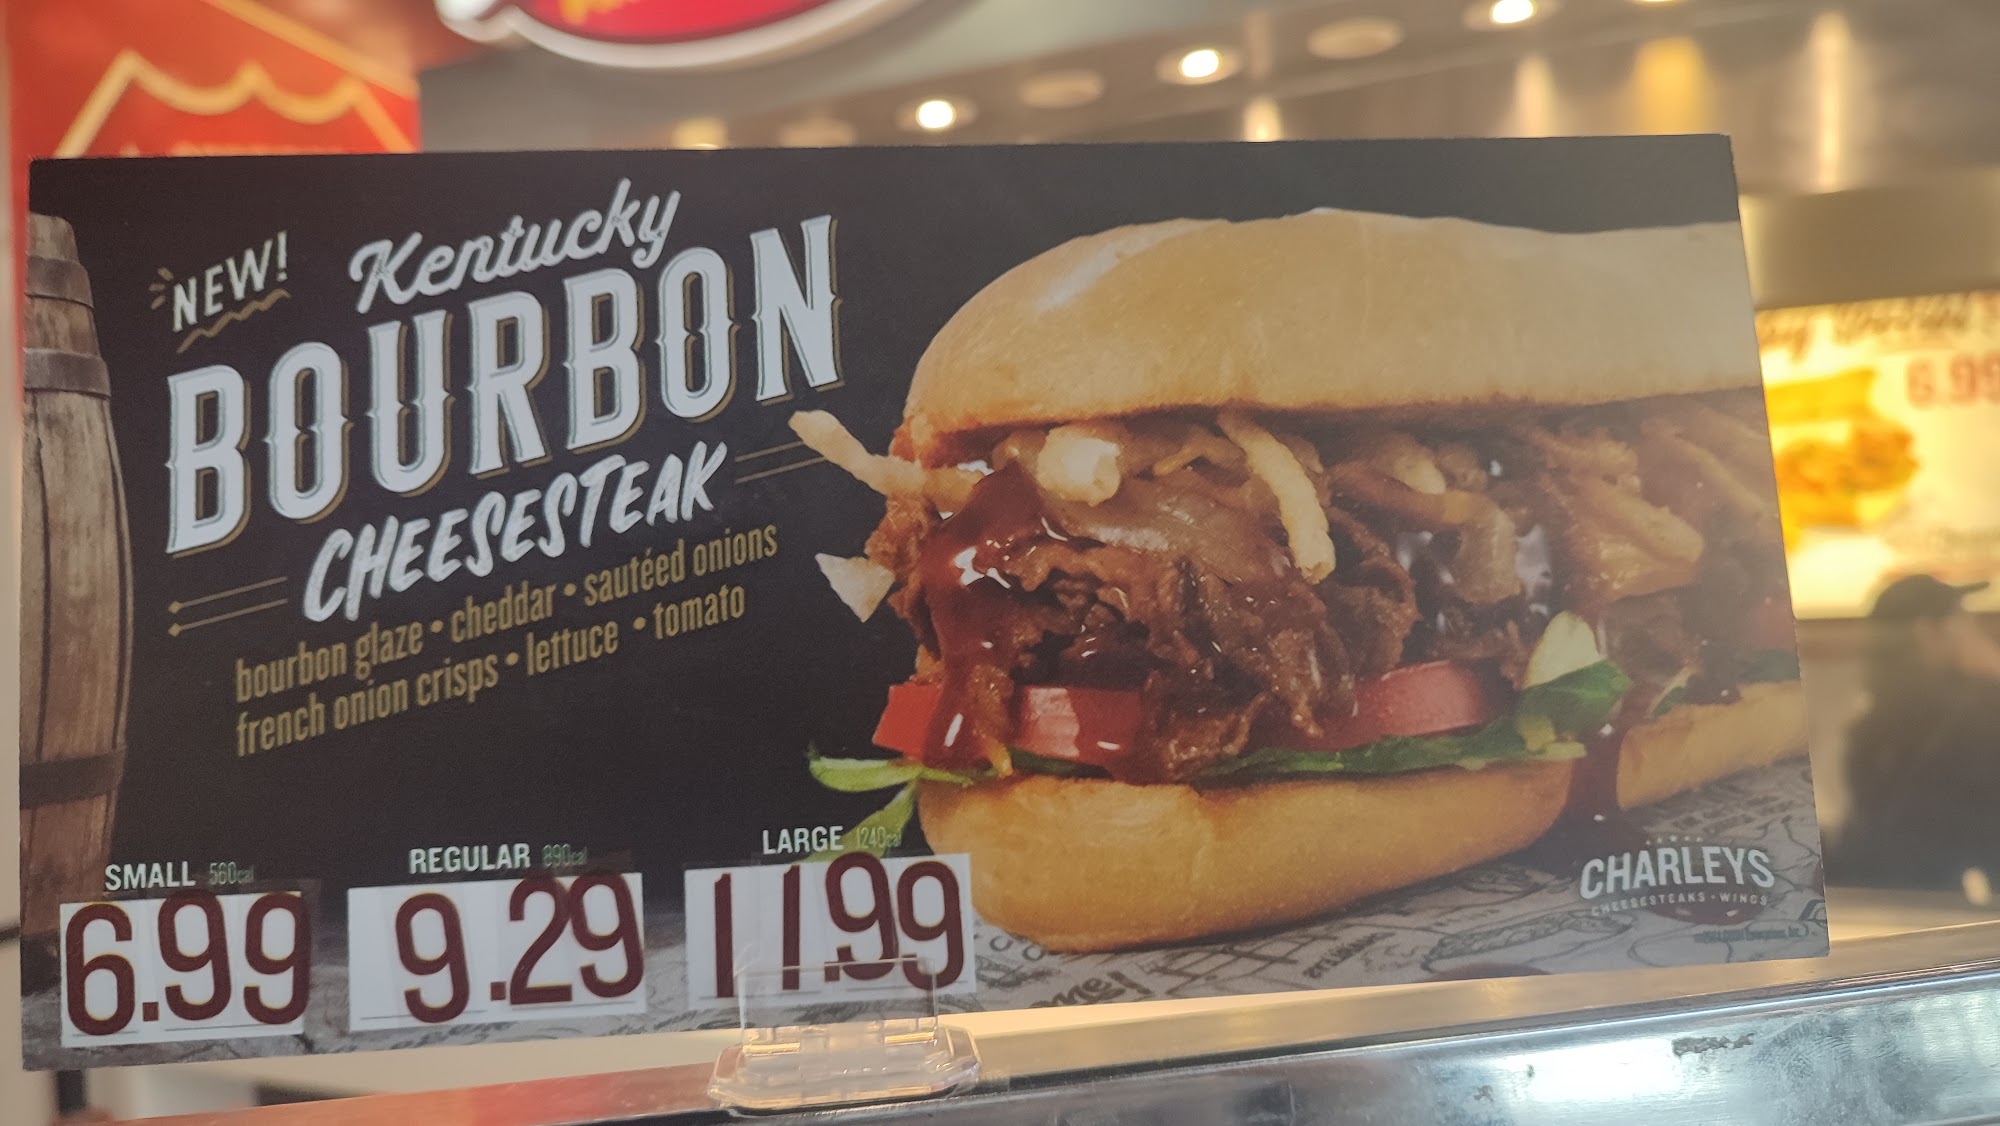 NEW!
Kentucky
BOURBON
CHEESESTEAK
bourbon glaze • cheddar • sautéed onions
french onion crisps • lettuce • tomato
SMALL 560cal
6.99
REGULAR 890cal
9.29
LARGE 1240cal
11.99
CHARLEYS
CHEESESTEAKS • WINGS
6.99